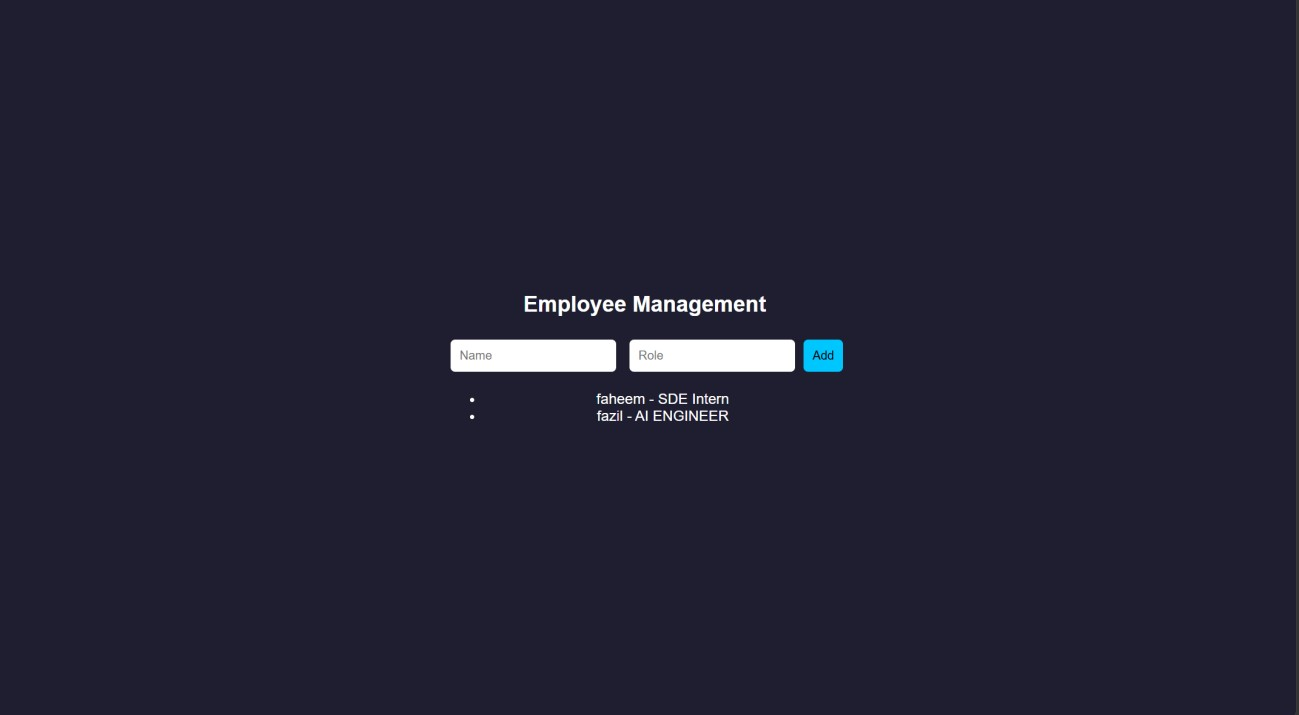 Employee Management
Name Role Add
faheem - SDE Intern
fazil - AI ENGINEER